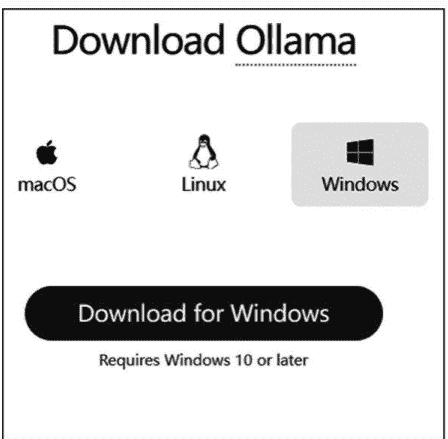 Download Ollama
macOS Linux Windows
Download for Windows
Requires Windows 10 or later